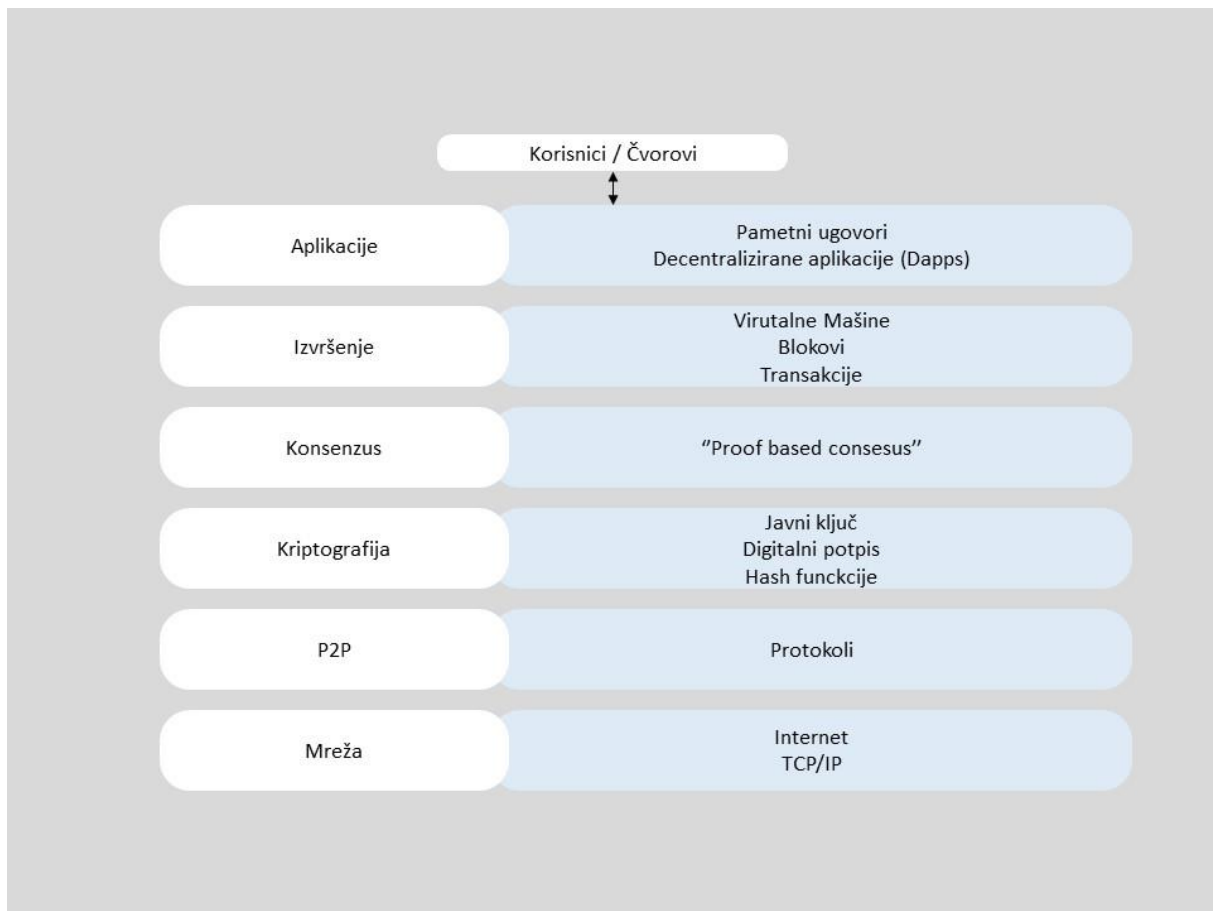 Korisnici / Čvorovi
Aplikacije
Pametni ugovori
Decentralizirane aplikacije (Dapps)
Izvršenje
Virutalne Mašine
Blokovi
Transakcije
Konsenzus
‘’Proof based consesus’’
Kriptografija
Javni ključ
Digitalni potpis
Hash funckcije
P2P
Protokoli
Mreža
Internet
TCP/IP